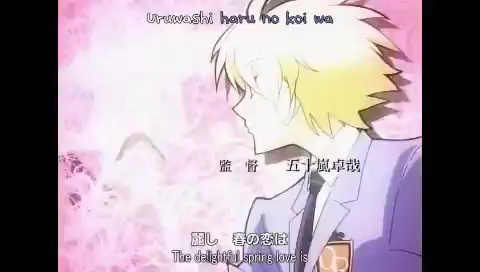 Uruwashi haru no koi wa
監督 五十嵐卓哉
麗し 春の恋は
The delightful spring love is